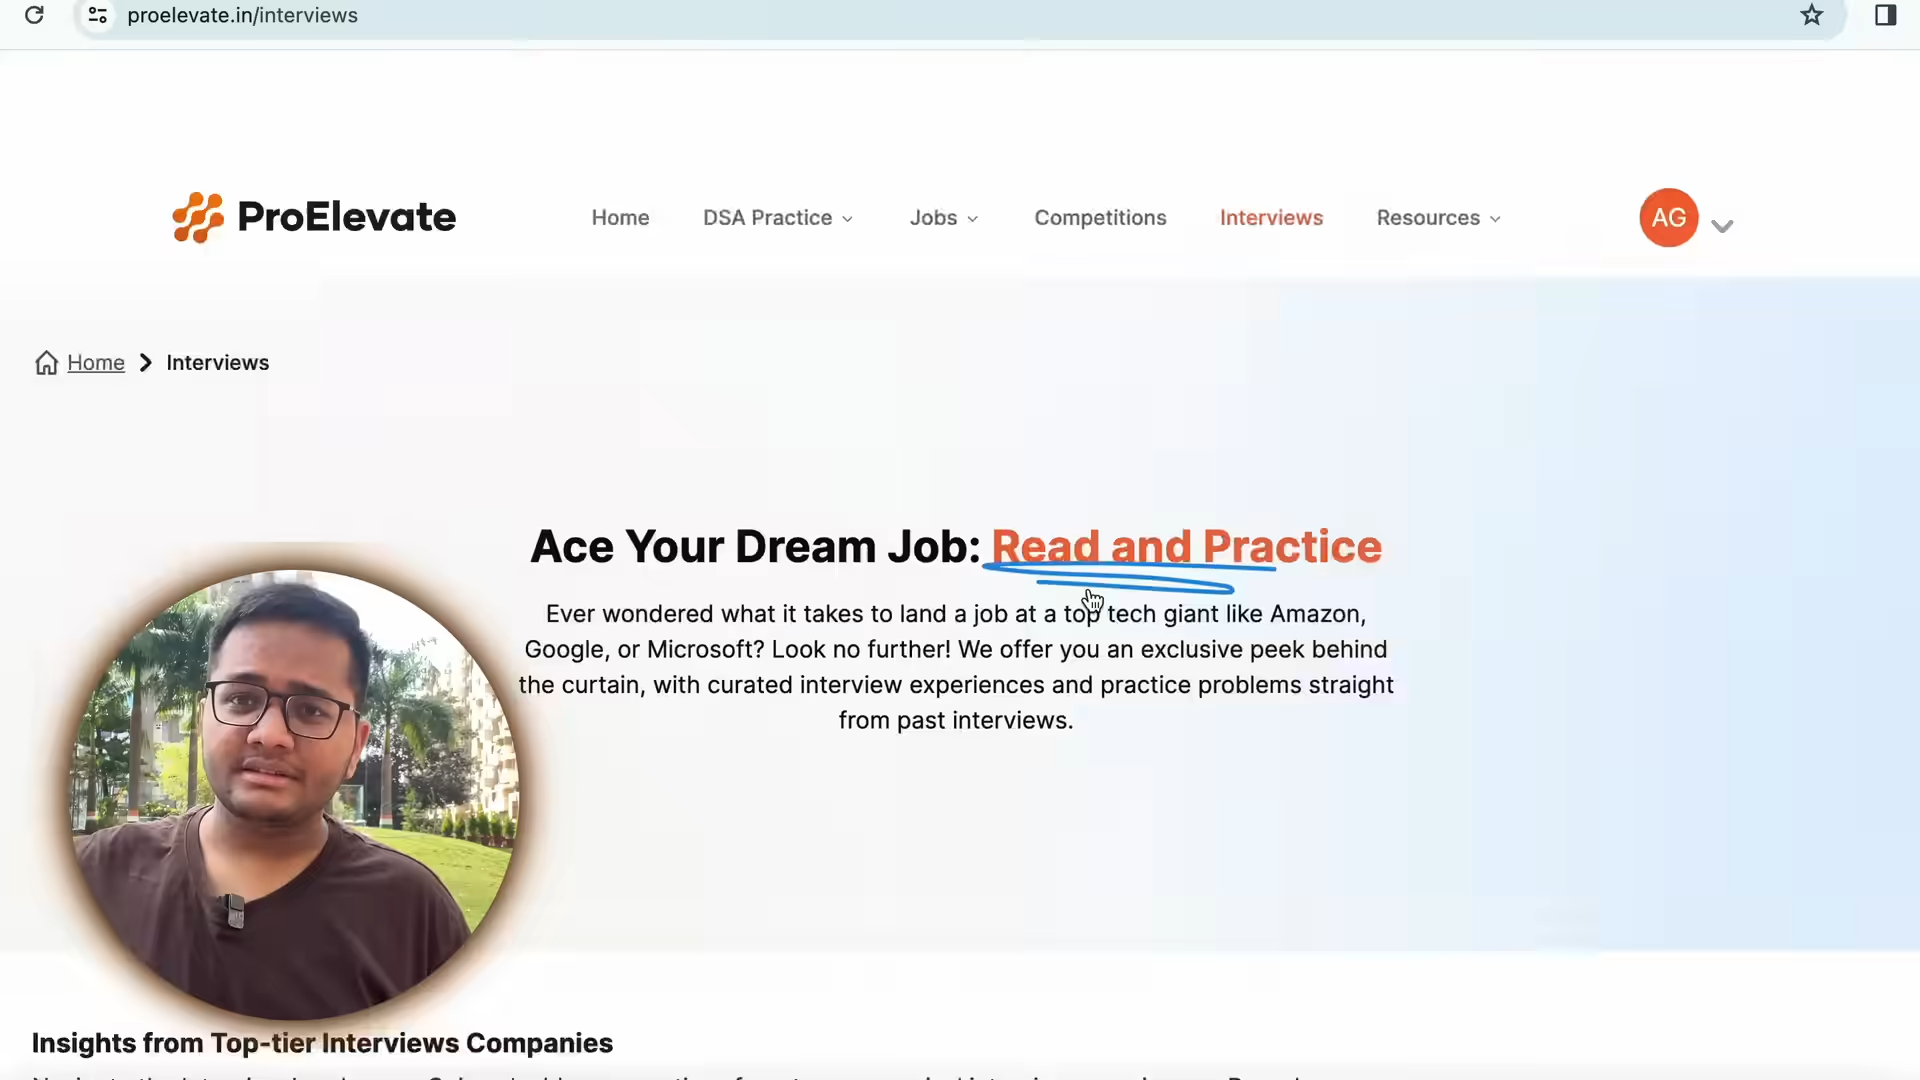 proelevate.in/interviews
ProElevate
Home
DSA Practice
Jobs
Competitions
Interviews
Resources
AG
Home
Interviews
Ace Your Dream Job: Read and Practice
Ever wondered what it takes to land a job at a top tech giant like Amazon,
Google, or Microsoft? Look no further! We offer you an exclusive peek behind
the curtain, with curated interview experiences and practice problems straight
from past interviews.
Insights from Top-tier Interviews Companies